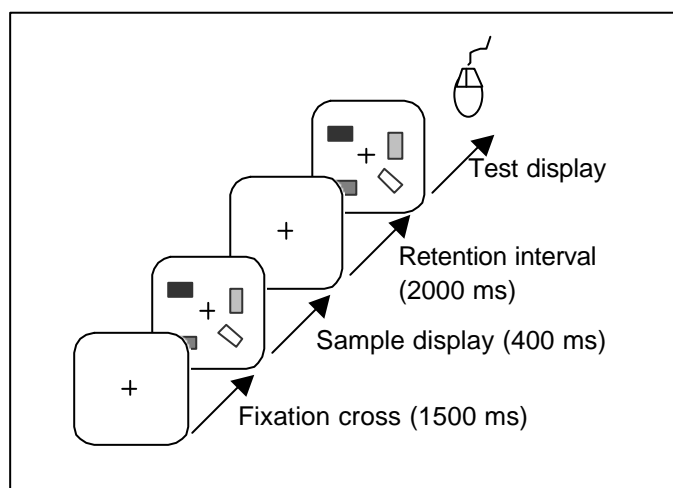 Test display
Retention interval
(2000 ms)
Sample display (400 ms)
Fixation cross (1500 ms)